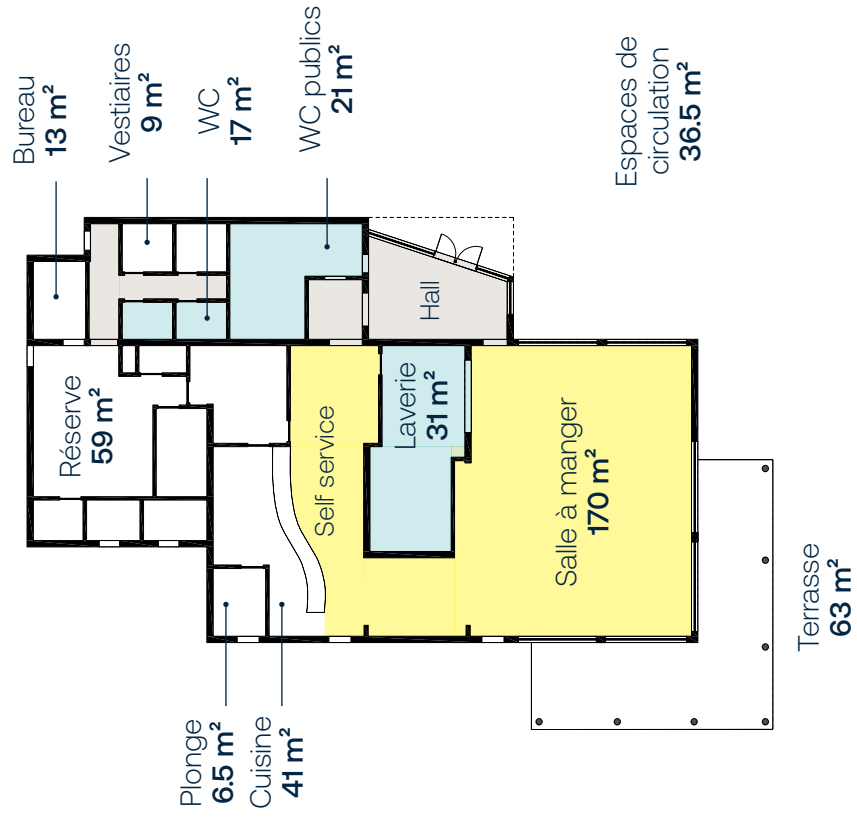 Bureau
13 m²
Vestiaires
9 m²
WC
17 m²
WC publics
21 m²
Espaces de
circulation
36.5 m²
Hall
Réserve
59 m²
Self service
Laverie
31 m²
Salle à manger
170 m²
Plonge
6.5 m²
Cuisine
41 m²
Terrasse
63 m²